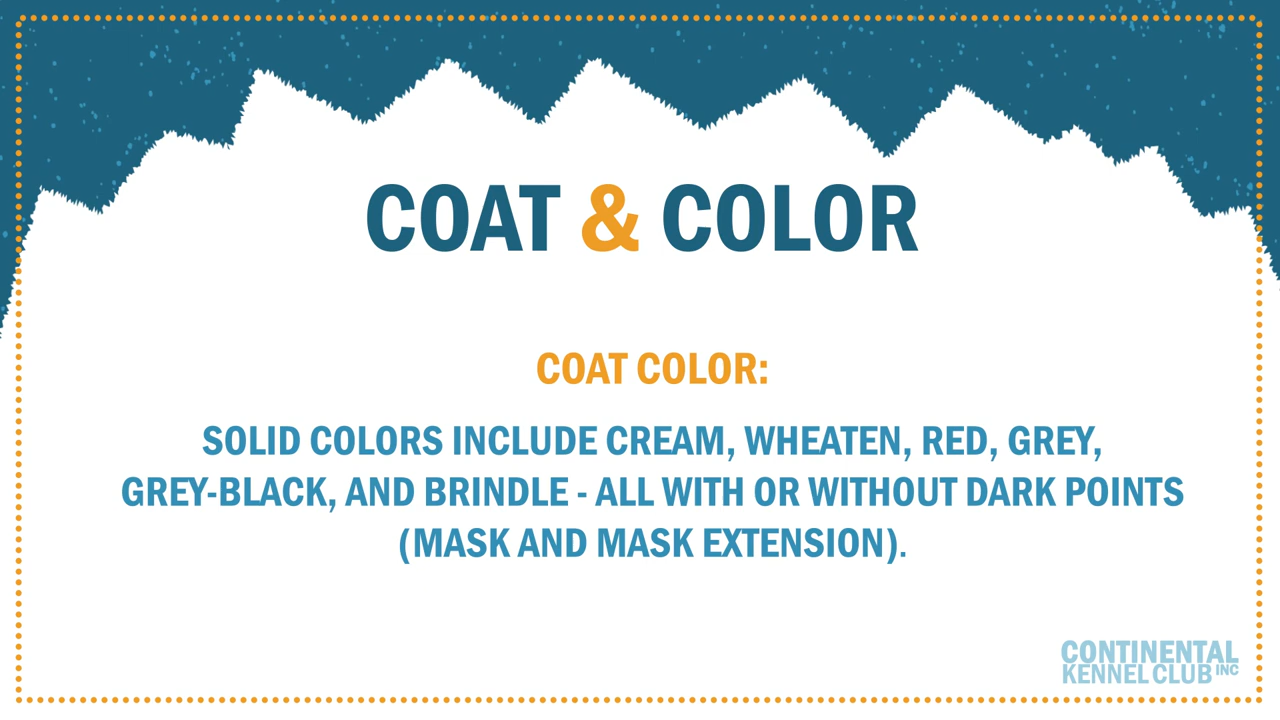 COAT & COLOR
COAT COLOR:
SOLID COLORS INCLUDE CREAM, WHEATEN, RED, GREY,
GREY-BLACK, AND BRINDLE - ALL WITH OR WITHOUT DARK POINTS
(MASK AND MASK EXTENSION).
CONTINENTAL
KENNEL CLUB INC